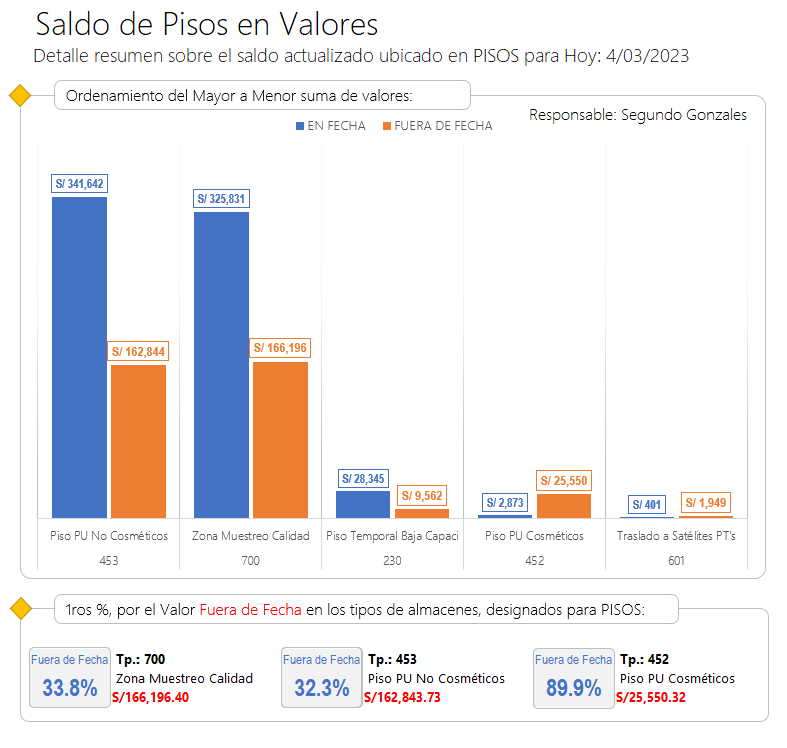 Saldo de Pisos en Valores
Detalle resumen sobre el saldo actualizado ubicado en PISOS para Hoy: 4/03/2023
Ordenamiento del Mayor a Menor suma de valores:
Responsable: Segundo Gonzales
EN FECHA FUERA DE FECHA
S/ 341,642
S/ 162,844
S/ 325,831
S/ 166,196
S/ 28,345
S/ 9,562
S/ 2,873
S/ 25,550
S/ 401
S/ 1,949
Piso PU No Cosméticos Zona Muestreo Calidad Piso Temporal Baja Capaci Piso PU Cosméticos Traslado a Satélites PT's
453 700 230 452 601
1ros %, por el Valor Fuera de Fecha en los tipos de almacenes, designados para PISOS:
Fuera de Fecha
33.8%
Tp.: 700
Zona Muestreo Calidad
S/166,196.40
Fuera de Fecha
32.3%
Tp.: 453
Piso PU No Cosméticos
S/162,843.73
Fuera de Fecha
89.9%
Tp.: 452
Piso PU Cosméticos
S/25,550.32